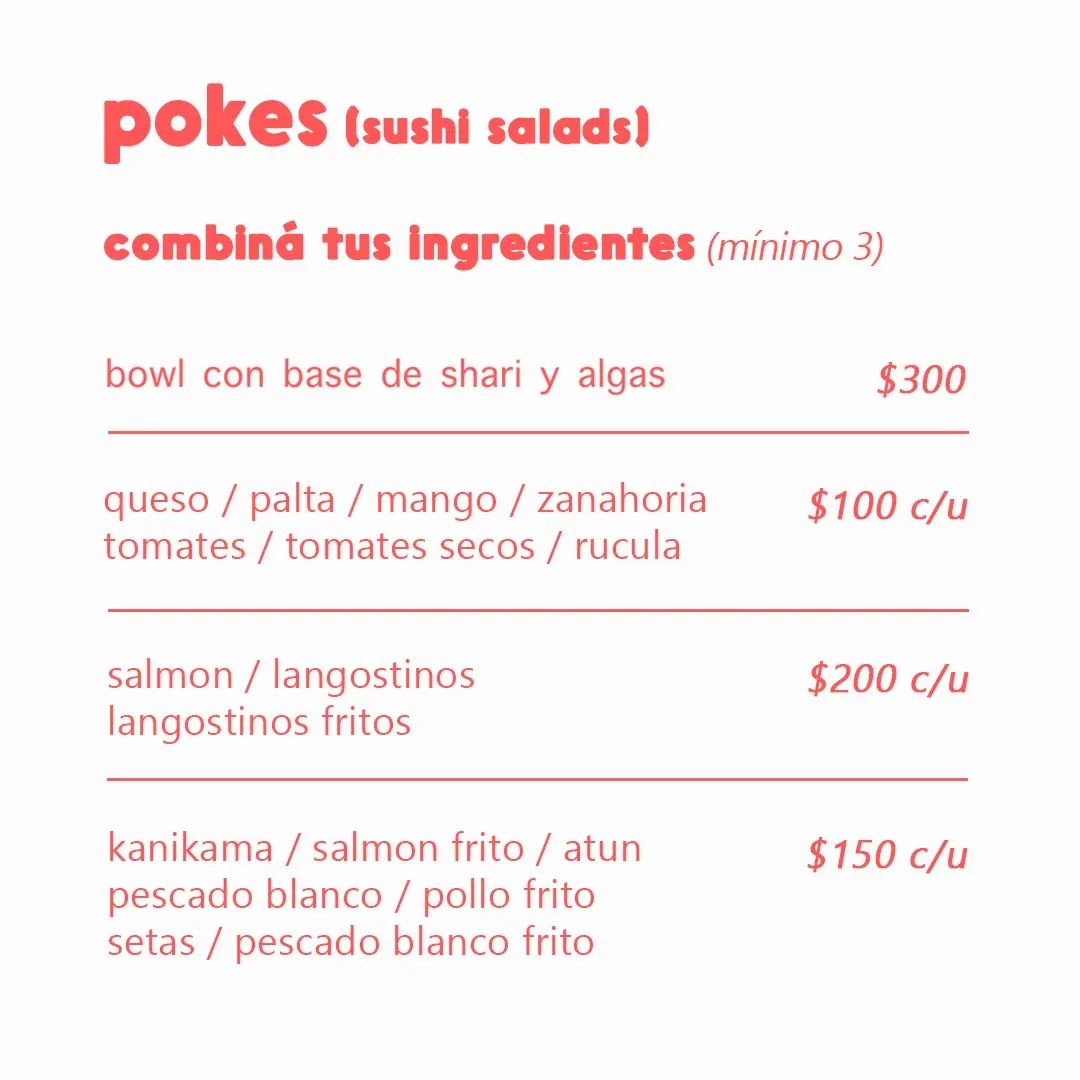 pokes (sushi salads)
combiná tus ingredientes (mínimo 3)
bowl con base de shari y algas $300
queso / palta / mango / zanahoria $100 c/u
tomates / tomates secos / rucula
salmon / langostinos $200 c/u
langostinos fritos
kanikama / salmon frito / atun $150 c/u
pescado blanco / pollo frito
setas / pescado blanco frito